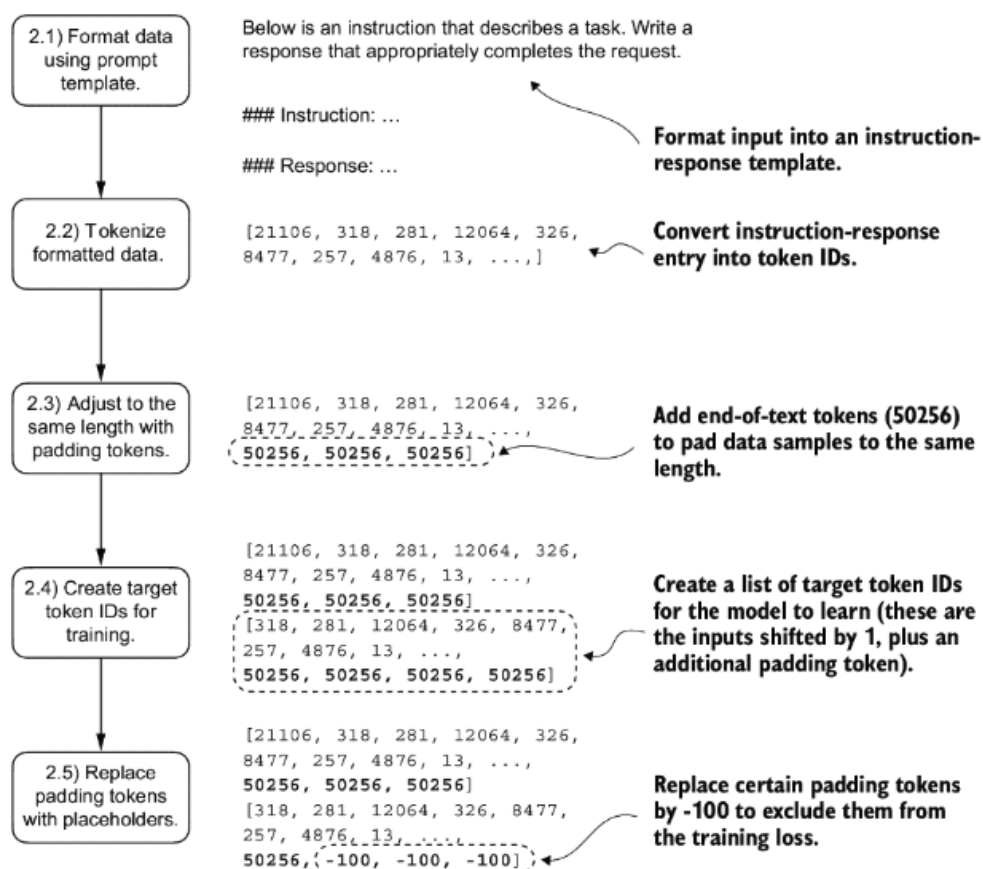 2.1) Format data
using prompt
template.
Below is an instruction that describes a task. Write a
response that appropriately completes the request.
### Instruction: ...
### Response: ...
Format input into an instruction-
response template.
2.2) Tokenize
formatted data.
[21106, 318, 281, 12064, 326,
8477, 257, 4876, 13, ...,]
Convert instruction-response
entry into token IDs.
2.3) Adjust to the
same length with
padding tokens.
[21106, 318, 281, 12064, 326,
8477, 257, 4876, 13, ...,
50256, 50256, 50256]
Add end-of-text tokens (50256)
to pad data samples to the same
length.
2.4) Create target
token IDs for
training.
[21106, 318, 281, 12064, 326,
8477, 257, 4876, 13, ...,
50256, 50256, 50256]
[318, 281, 12064, 326, 8477,
257, 4876, 13, ...,
50256, 50256, 50256, 50256]
Create a list of target token IDs
for the model to learn (these are
the inputs shifted by 1, plus an
additional padding token).
2.5) Replace
padding tokens
with placeholders.
[21106, 318, 281, 12064, 326,
8477, 257, 4876, 13, ...,
50256, 50256, 50256]
[318, 281, 12064, 326, 8477,
257, 4876, 13, ...,
50256, -100, -100, -100]
Replace certain padding tokens
by -100 to exclude them from
the training loss.